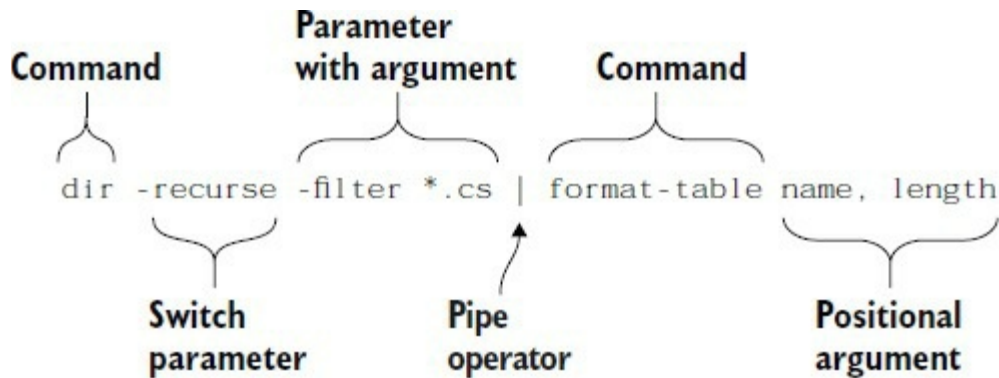 Command
Parameter
with argument
Command
dir -recurse -filter *.cs | format-table name, length
Switch
parameter
Pipe
operator
Positional
argument